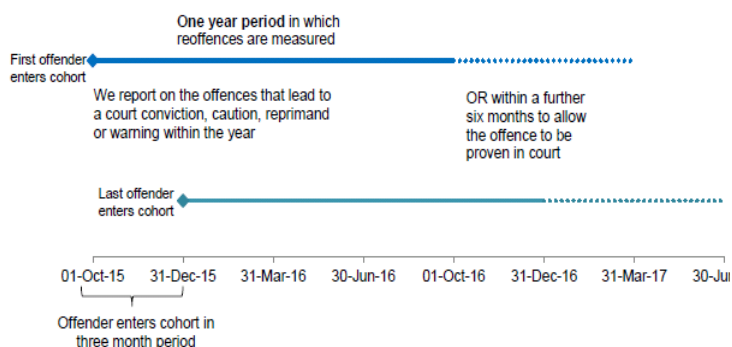 One year period in which
reoffences are measured
First offender
enters cohort
We report on the offences that lead to
a court conviction, caution, reprimand
or warning within the year
OR within a further
six months to allow
the offence to be
proven in court
Last offender
enters cohort
01-Oct-15 31-Dec-15 31-Mar-16 30-Jun-16 01-Oct-16 31-Dec-16 31-Mar-17 30-Ju
Offender enters cohort in
three month period